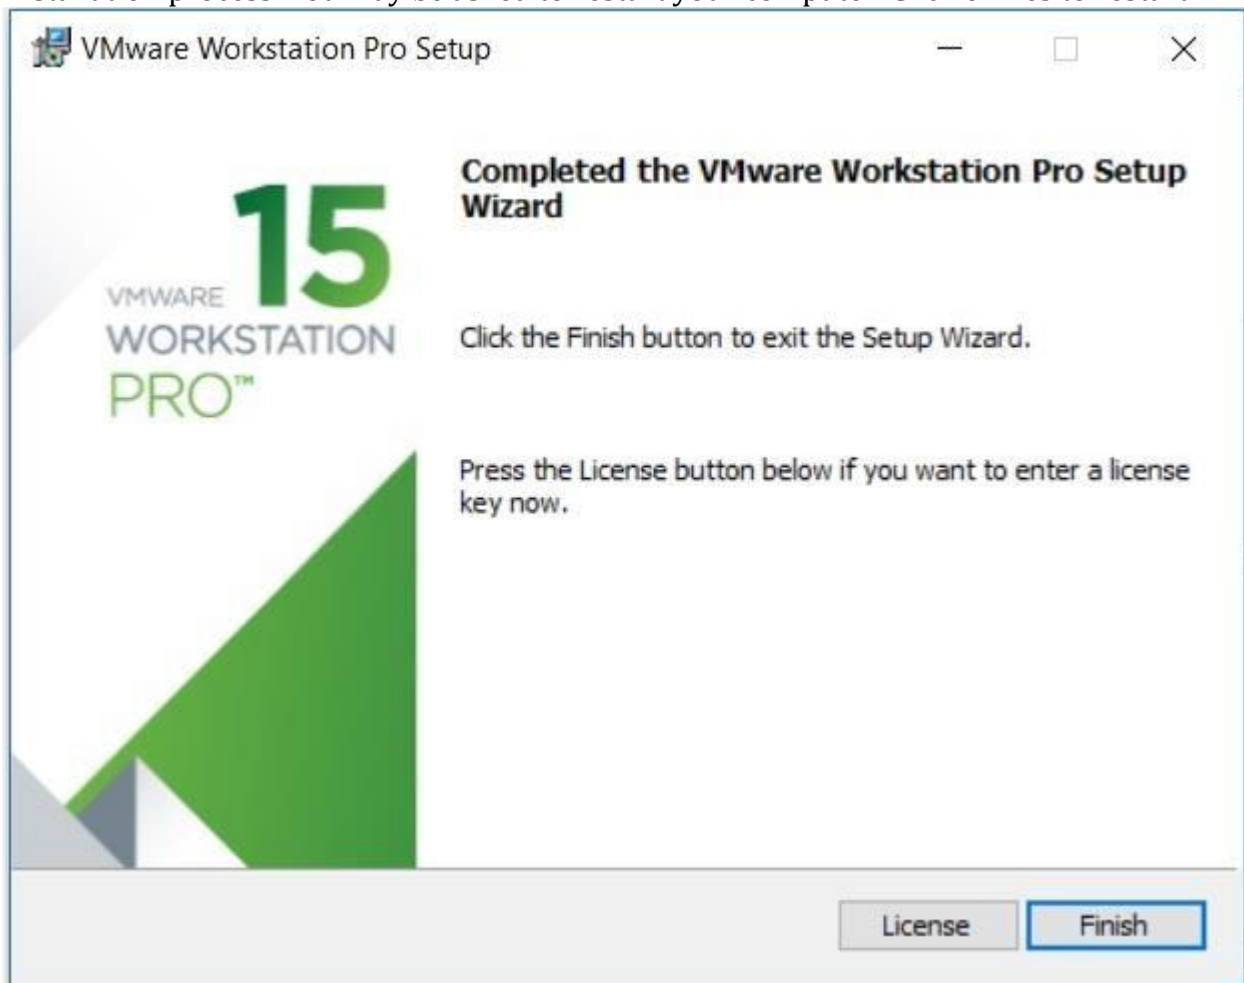 VMware Workstation Pro Setup
Completed the VMware Workstation Pro Setup
Wizard
15
VMWARE
WORKSTATION
PRO™
Click the Finish button to exit the Setup Wizard.
Press the License button below if you want to enter a license
key now.
License
Finish